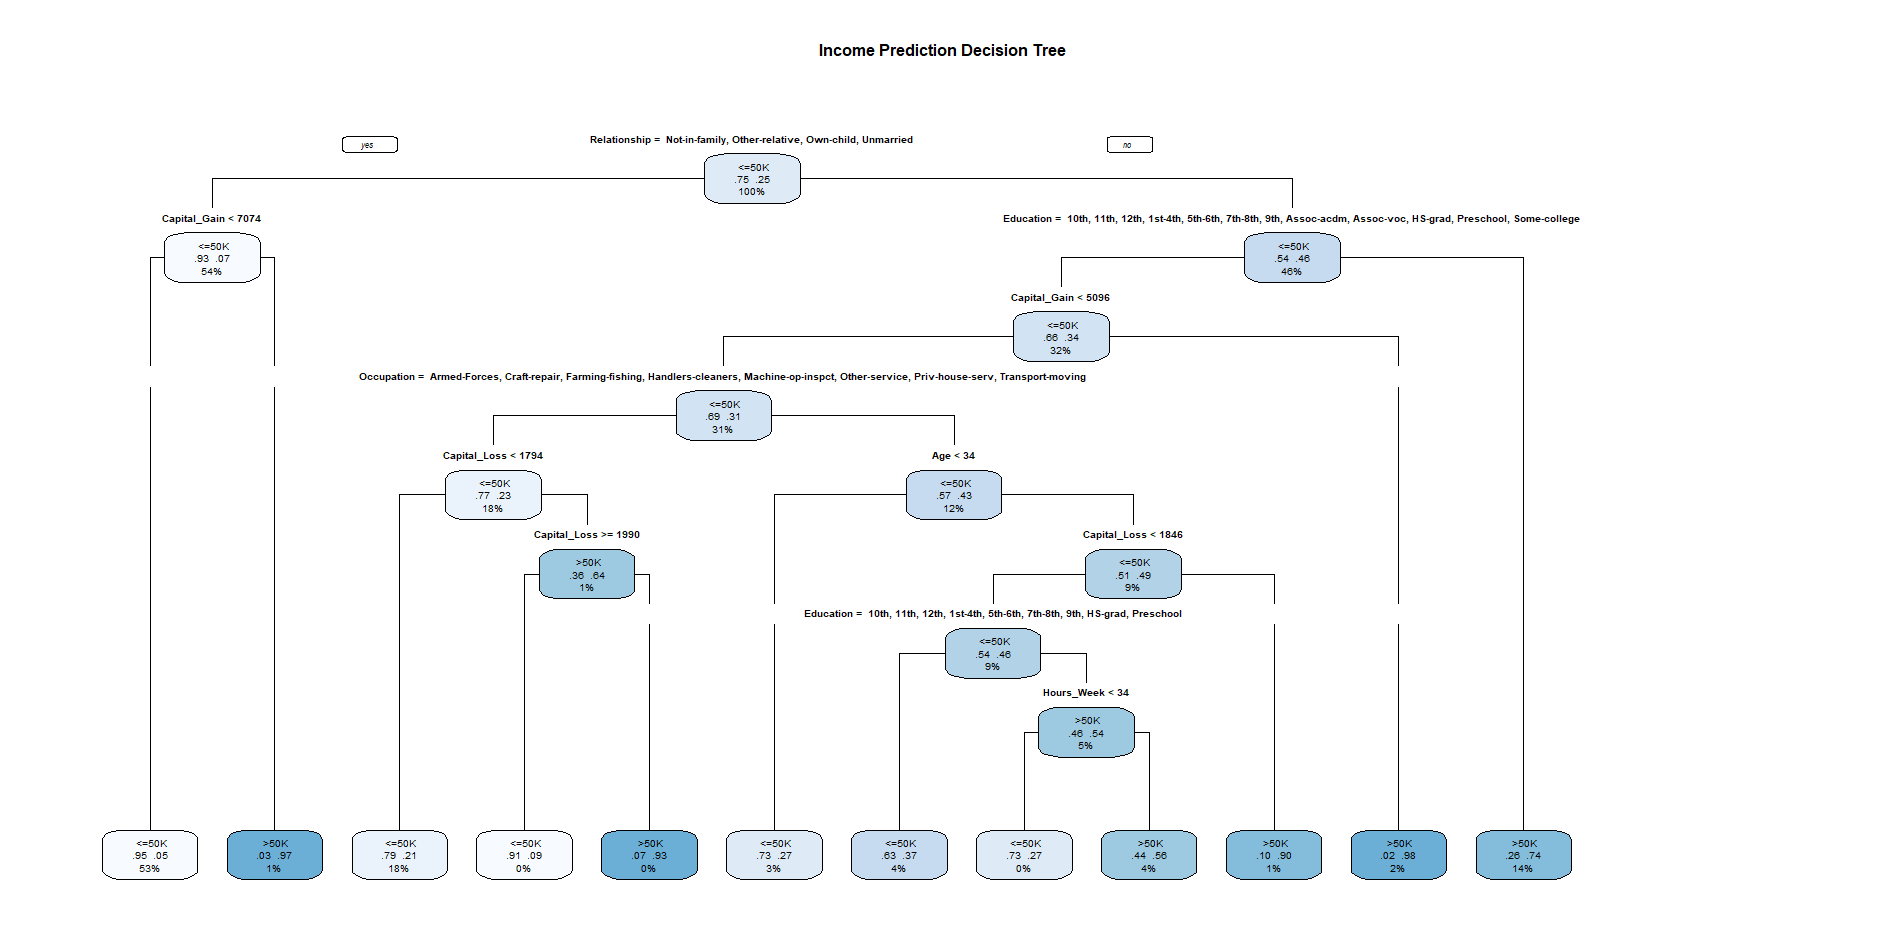 Income Prediction Decision Tree
yes
Relationship = Not-in-family, Other-relative, Own-child, Unmarried
no
<=50K
.75 .25
100%
Capital_Gain < 7074
Education = 10th, 11th, 12th, 1st-4th, 5th-6th, 7th-8th, 9th, Assoc-acdm, Assoc-voc, HS-grad, Preschool, Some-college
<=50K
.93 .07
54%
<=50K
.54 .46
46%
Capital_Gain < 5096
<=50K
.66 .34
32%
Occupation = Armed-Forces, Craft-repair, Farming-fishing, Handlers-cleaners, Machine-op-inspct, Other-service, Priv-house-serv, Transport-moving
<=50K
.69 .31
31%
Capital_Loss < 1794
Age < 34
<=50K
.77 .23
18%
<=50K
.57 .43
12%
Capital_Loss >= 1990
Capital_Loss < 1846
>50K
.36 .64
1%
<=50K
.51 .49
9%
Education = 10th, 11th, 12th, 1st-4th, 5th-6th, 7th-8th, 9th, HS-grad, Preschool
<=50K
.54 .46
9%
Hours_Week < 34
>50K
.46 .54
5%
<=50K
.95 .05
53%
>50K
.03 .97
1%
<=50K
.79 .21
18%
<=50K
.91 .09
0%
>50K
.07 .93
0%
<=50K
.73 .27
3%
<=50K
.63 .37
4%
<=50K
.73 .27
0%
>50K
.44 .56
4%
>50K
.10 .90
1%
>50K
.02 .98
2%
>50K
.26 .74
14%